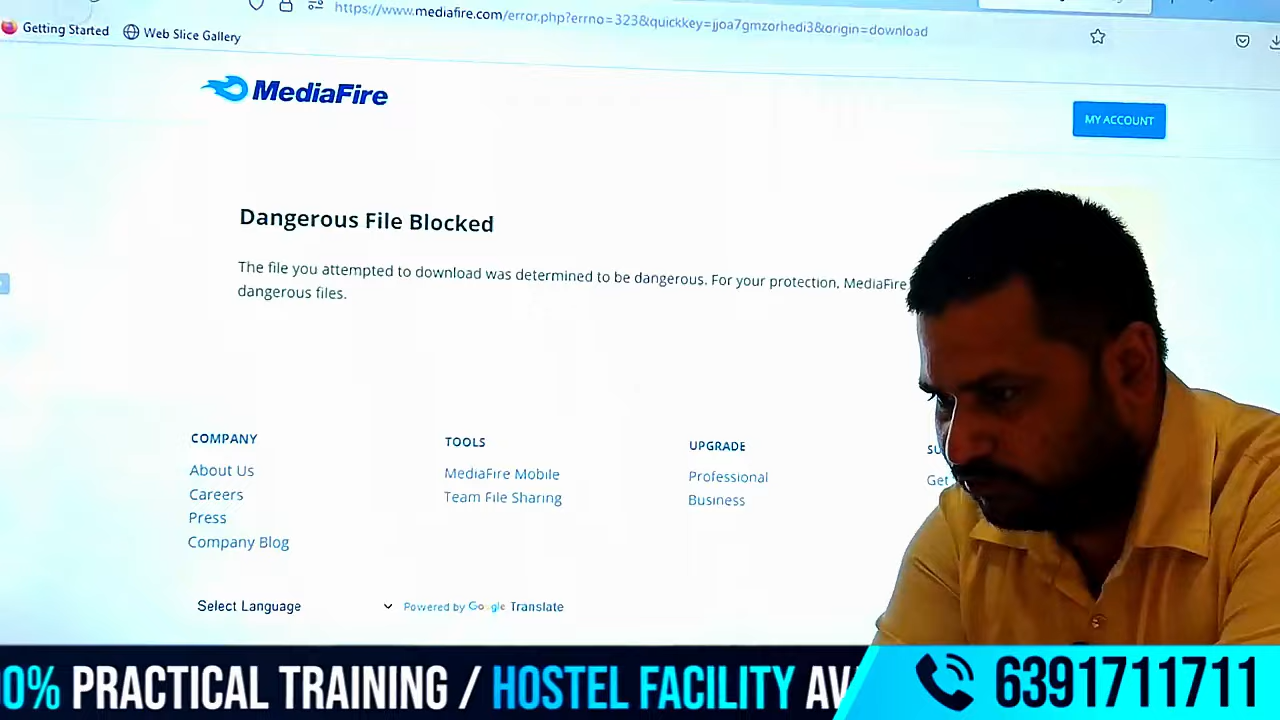 https://www.mediafire.com/error.php?errno=323&quickkey=jjoa7gmzorhedi3&origin=download
Getting Started
Web Slice Gallery
MediaFire
MY ACCOUNT
Dangerous File Blocked
The file you attempted to download was determined to be dangerous. For your protection, MediaFire
dangerous files.
COMPANY
TOOLS
UPGRADE
SU
About Us
MediaFire Mobile
Professional
Get
Careers
Team File Sharing
Business
Press
Company Blog
Select Language
Powered by Google Translate
00% PRACTICAL TRAINING / HOSTEL FACILITY AV
6391711711